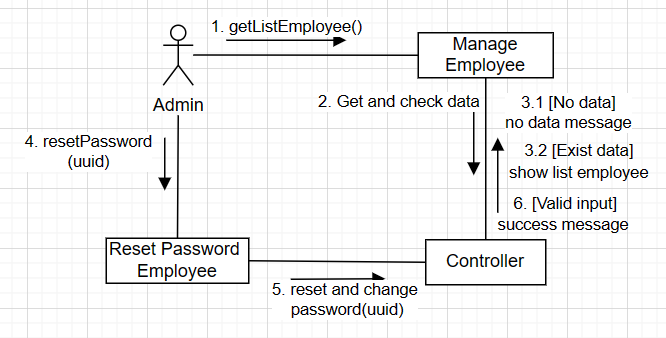 1. getListEmployee()
Manage
Employee
Admin
2. Get and check data
3.1 [No data]
no data message
4. resetPassword
(uuid)
3.2 [Exist data]
show list employee
6. [Valid input]
success message
Reset Password
Employee
Controller
5. reset and change
password(uuid)